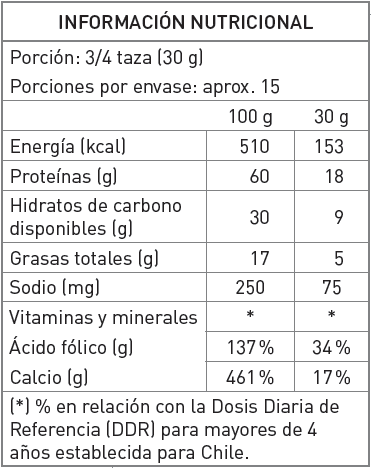 INFORMACIÓN NUTRICIONAL
Porción: 3/4 taza (30 g)
Porciones por envase: aprox. 15
100 g 30 g
Energía (kcal) 510 153
Proteínas (g) 60 18
Hidratos de carbono
disponibles (g) 30 9
Grasas totales (g) 17 5
Sodio (mg) 250 75
Vitaminas y minerales * *
Ácido fólico (g) 137% 34%
Calcio (g) 461% 17%
(*) % en relación con la Dosis Diaria de
Referencia (DDR) para mayores de 4
años establecida para Chile.